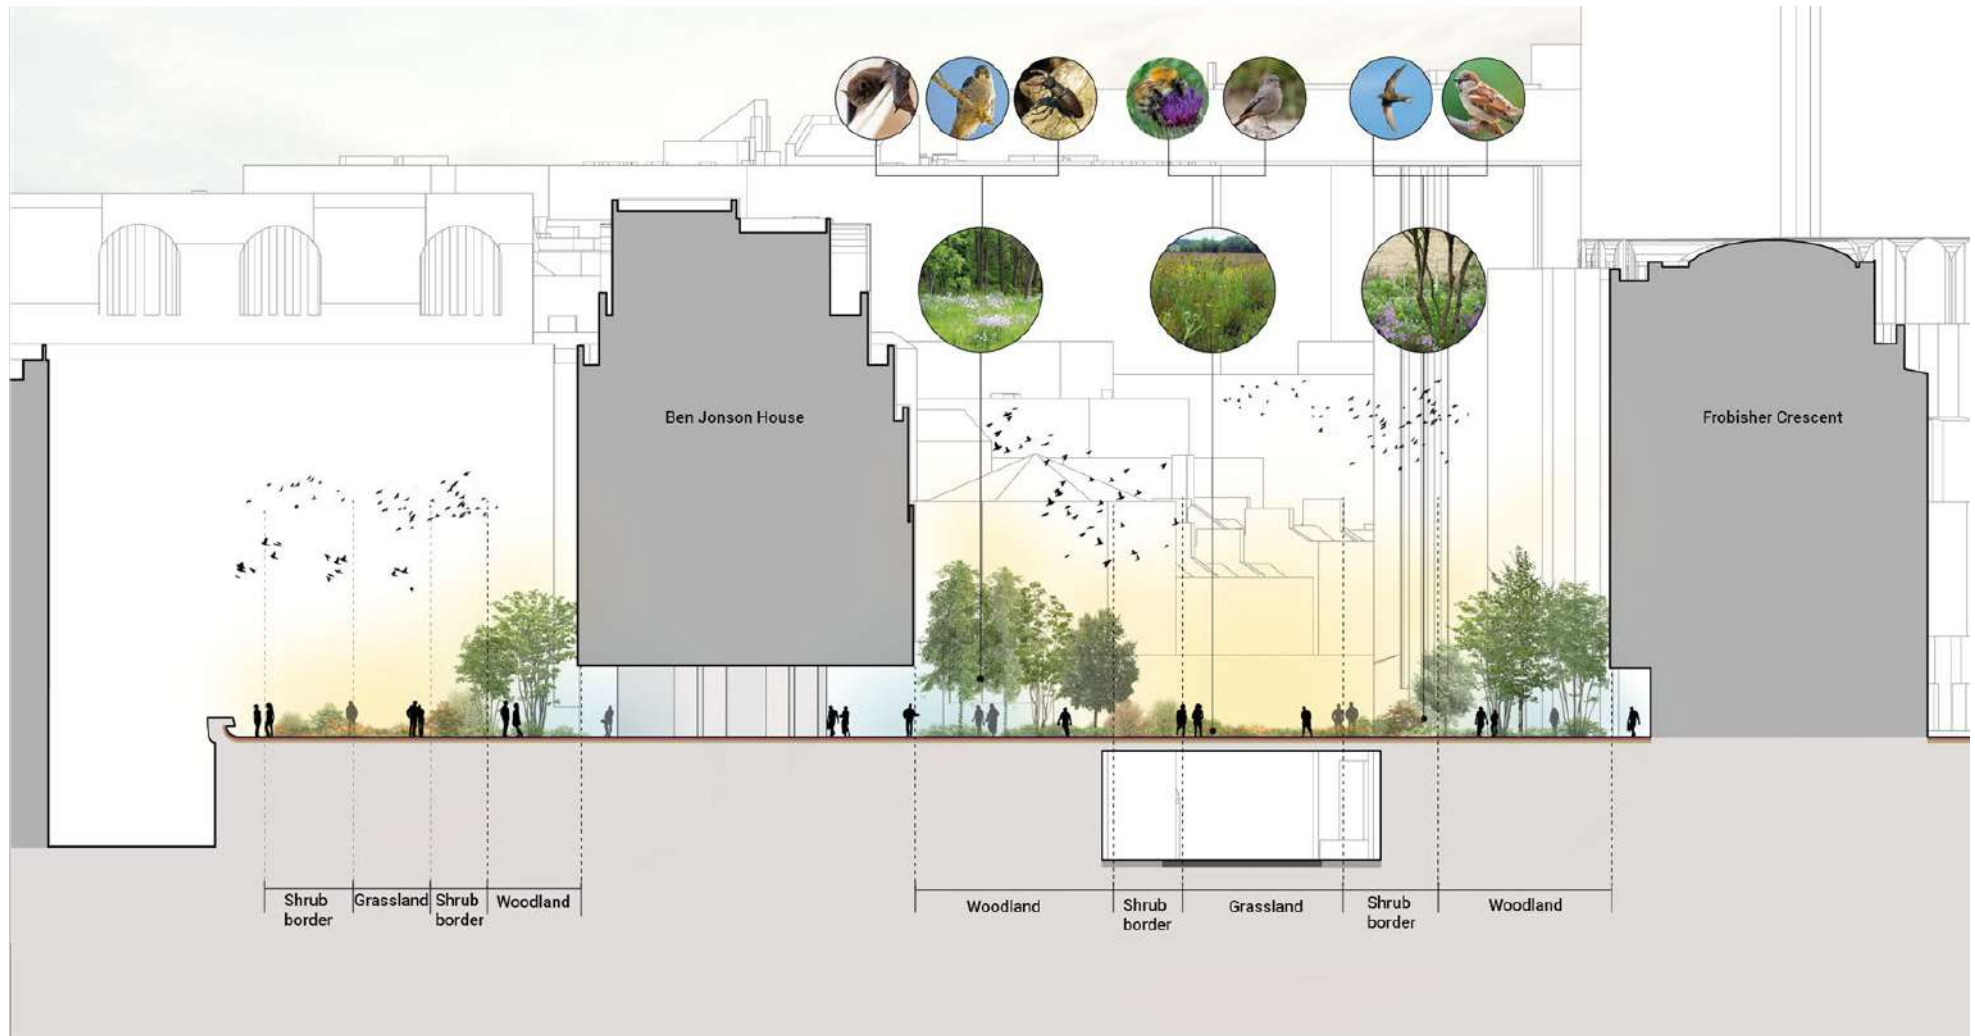 Ben Jonson House
Frobisher Crescent
Shrub
border
Grassland
Shrub
border
Woodland
Woodland
Shrub
border
Grassland
Shrub
border
Woodland